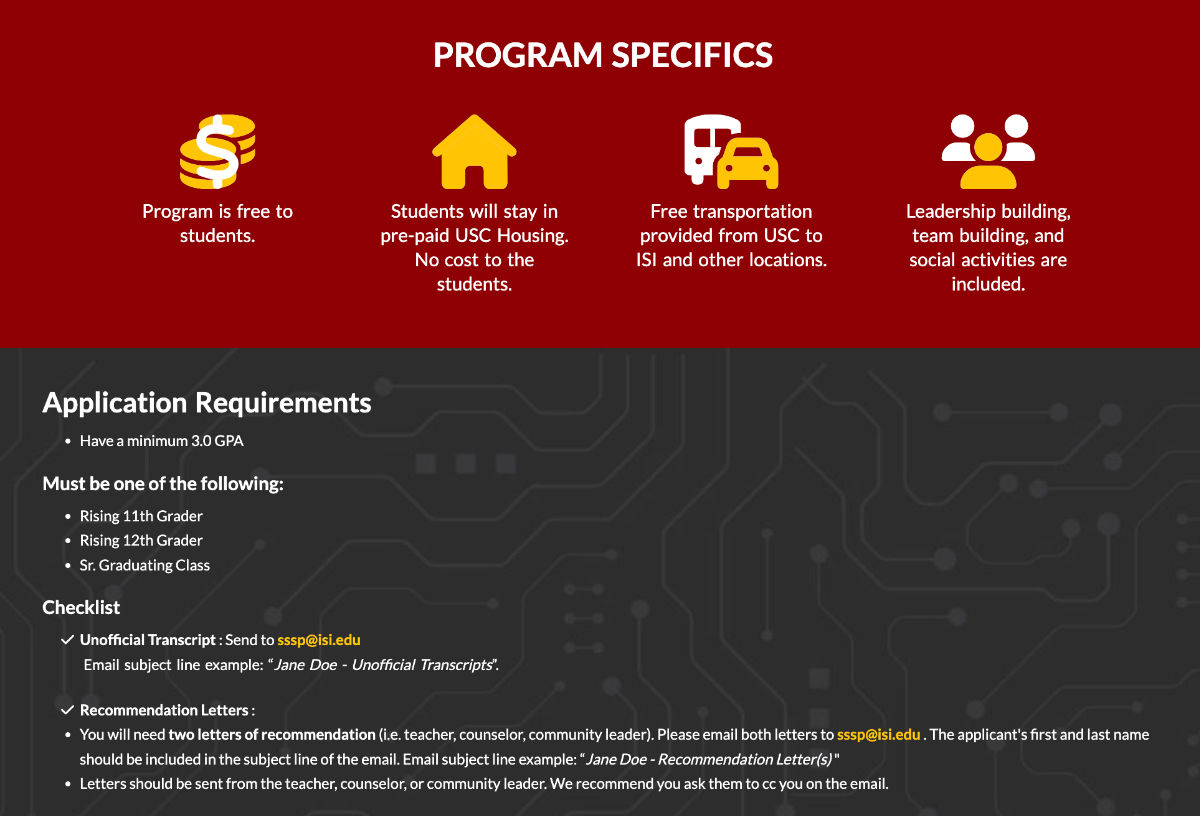 PROGRAM SPECIFICS
Program is free to
students.
Students will stay in
pre-paid USC Housing.
No cost to the
students.
Free transportation
provided from USC to
ISI and other locations.
Leadership building,
team building, and
social activities are
included.
Application Requirements
• Have a minimum 3.0 GPA
Must be one of the following:
• Rising 11th Grader
• Rising 12th Grader
• Sr. Graduating Class
Checklist
✓ Unofficial Transcript : Send to sssp@isi.edu
Email subject line example: “Jane Doe - Unofficial Transcripts”.
✓ Recommendation Letters :
• You will need two letters of recommendation (i.e. teacher, counselor, community leader). Please email both letters to sssp@isi.edu . The applicant's first and last name
should be included in the subject line of the email. Email subject line example: “Jane Doe - Recommendation Letter(s) "
• Letters should be sent from the teacher, counselor, or community leader. We recommend you ask them to cc you on the email.